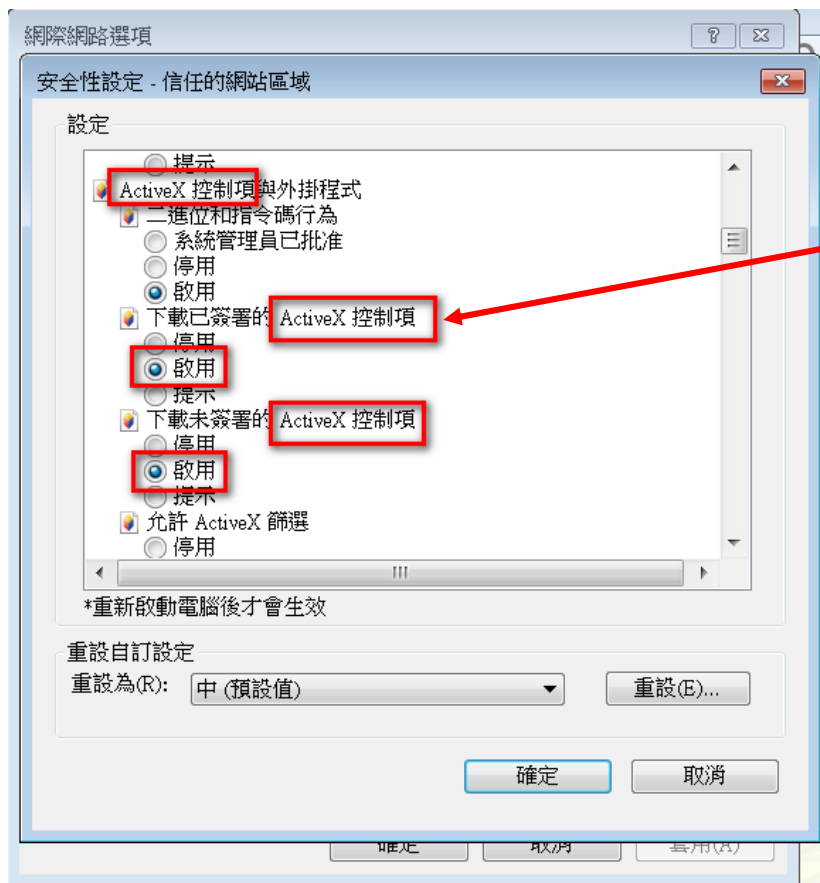 網際網路選項
安全性設定 - 信任的網站區域
設定
提示
ActiveX 控制項與外掛程式
二進位和指令碼行為
系統管理員已批准
停用
啟用
下載已簽署的 ActiveX 控制項
停用
啟用
提示
下載未簽署的 ActiveX 控制項
停用
啟用
提示
允許 ActiveX 篩選
停用
*重新啟動電腦後才會生效
重設自訂設定
重設為(R): 中 (預設值) 重設(E)...
確定 取消
確定 取消 套用(A)